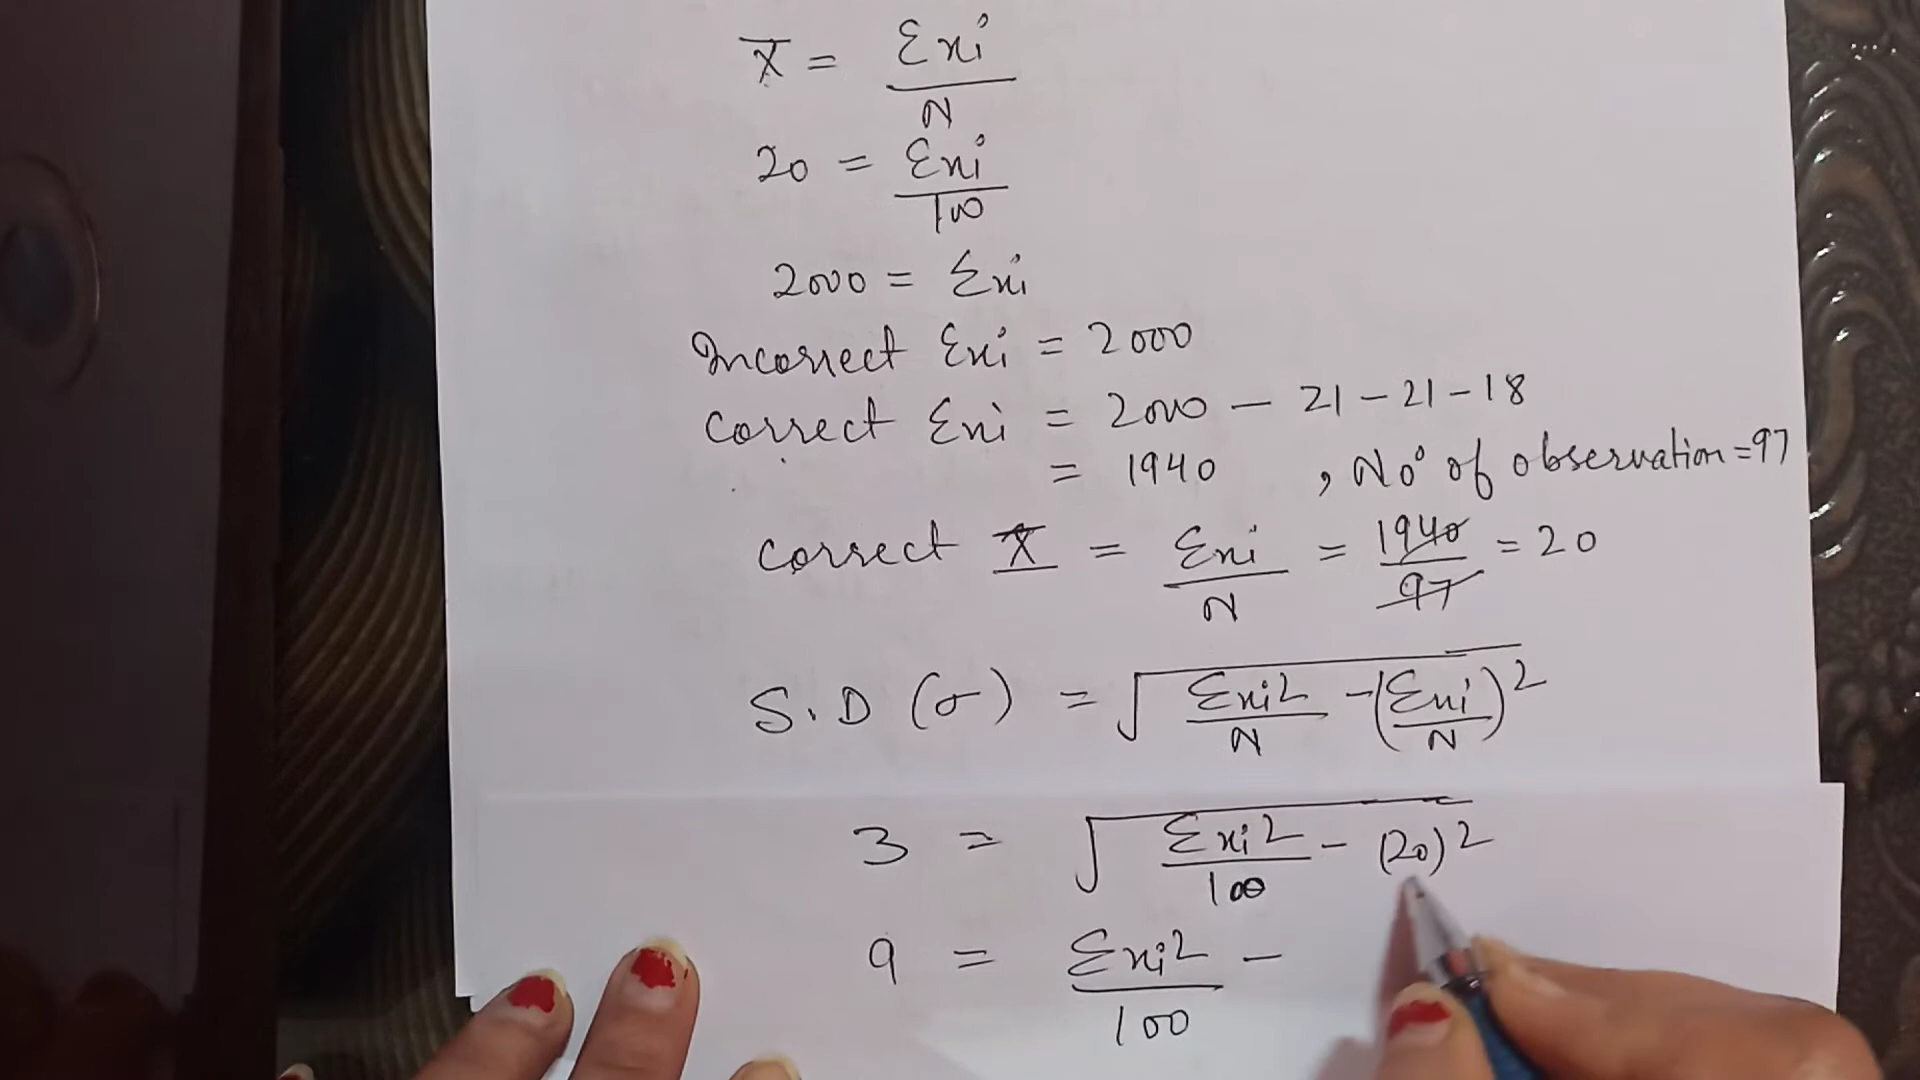 x̄ = Σxi / N
20 = Σxi / 100
2000 = Σxi
Incorrect Σxi = 2000
Correct Σxi = 2000 - 21 - 21 - 18
= 1940 , No of observation = 97
Correct x̄ = Σxi / N = 1940 / 97 = 20
S.D (σ) = √(Σxi² / N - (Σxi / N)²)
3 = √(Σxi² / 100 - (20)²)
9 = Σxi² / 100 -